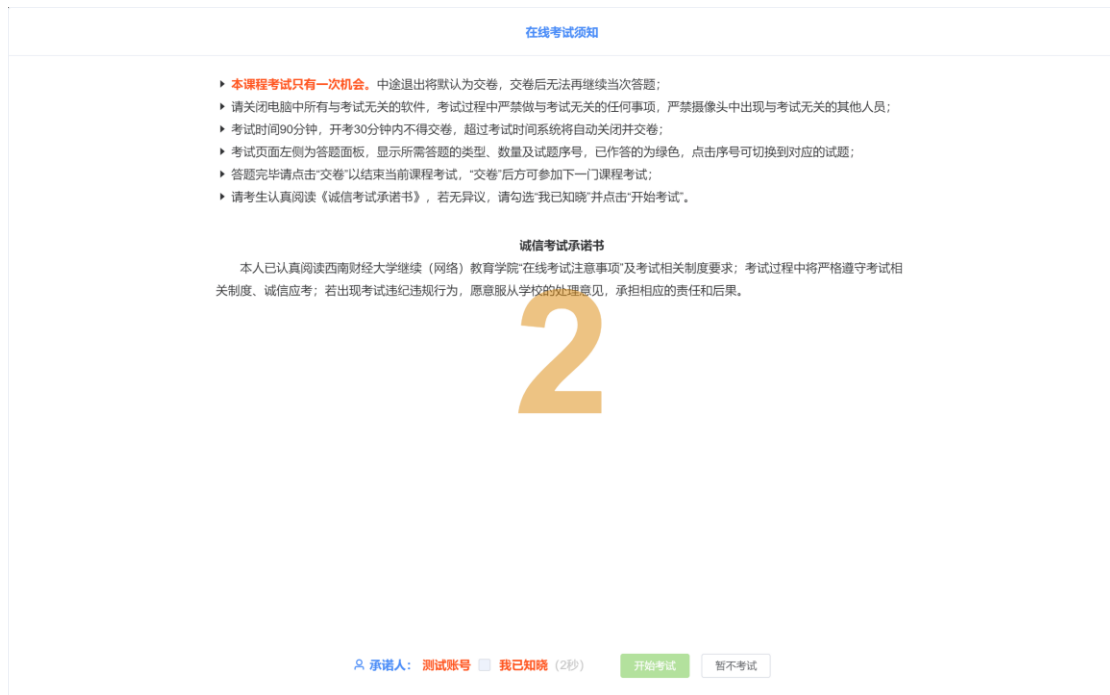 在线考试须知
本课程考试只有一次机会。中途退出将默认为交卷，交卷后无法再继续当次答题；
请关闭电脑中所有与考试无关的软件，考试过程中严禁做与考试无关的任何事项，严禁摄像头中出现与考试无关的其他人员；
考试时间90分钟，开考30分钟内不得交卷，超过考试时间系统将自动关闭并交卷；
考试页面左侧为答题面板，显示所需答题的类型、数量及试题序号，已作答的为绿色，点击序号可切换到对应的试题；
答题完毕请点击“交卷”以结束当前课程考试，“交卷”后方可参加下一门课程考试；
请考生认真阅读《诚信考试承诺书》，若无异议，请勾选“我已知晓”并点击“开始考试”。
诚信考试承诺书
本人已认真阅读西南财经大学继续（网络）教育学院“在线考试注意事项”及考试相关制度要求；考试过程中将严格遵守考试相
关制度、诚信应考；若出现考试违纪违规行为，愿意服从学校的处理意见，承担相应的责任和后果。
2
承诺人： 测试账号 我已知晓（2秒） 开始考试 暂不考试